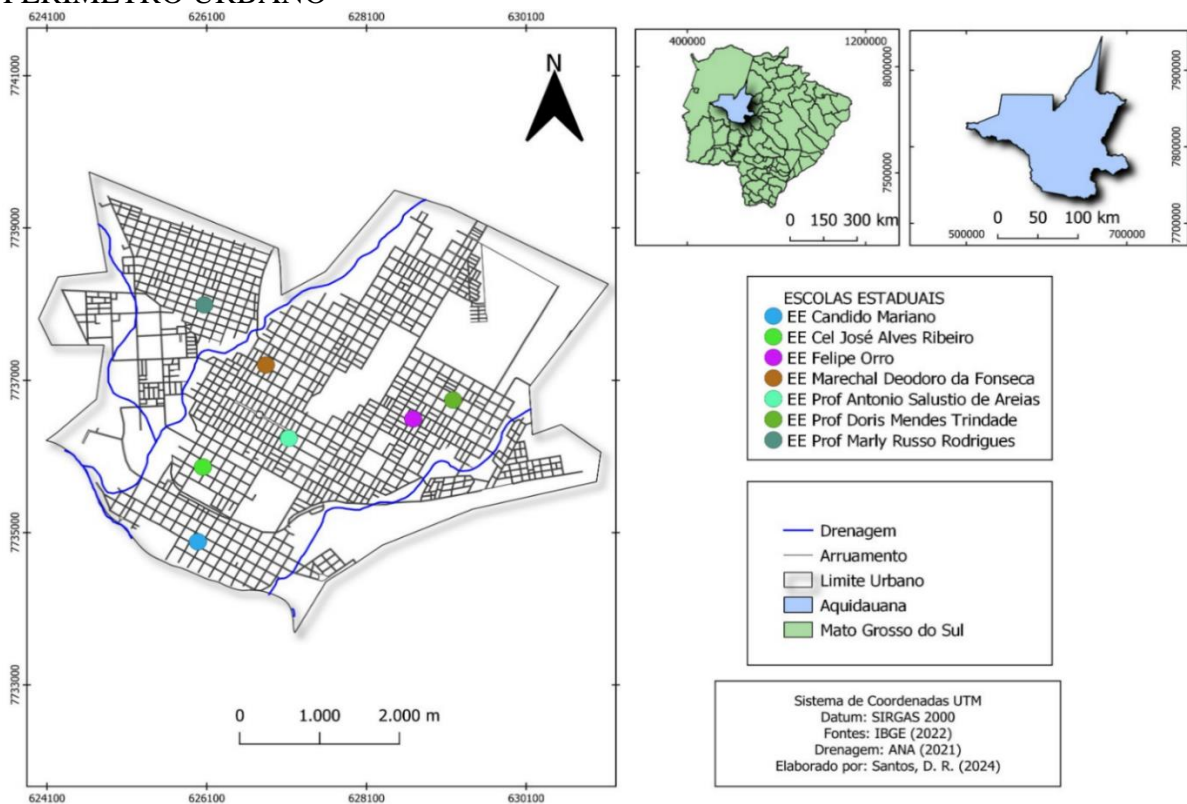 PERÍMETRO URBANO
624100 626100 628100 630100
7741000
7739000
7737000
7735000
7733000
N
0 1.000 2.000 m
624100 626100 628100 630100
400000 1200000
8000000
7500000
0 150 300 km
7900000
7800000
7700000
0 50 100 km
500000 700000
ESCOLAS ESTADUAIS
EE Candido Mariano
EE Cel José Alves Ribeiro
EE Felipe Orro
EE Marechal Deodoro da Fonseca
EE Prof Antonio Salustio de Areias
EE Prof Doris Mendes Trindade
EE Prof Marly Russo Rodrigues
Drenagem
Arruamento
Limite Urbano
Aquidauana
Mato Grosso do Sul
Sistema de Coordenadas UTM
Datum: SIRGAS 2000
Fontes: IBGE (2022)
Drenagem: ANA (2021)
Elaborado por: Santos, D. R. (2024)